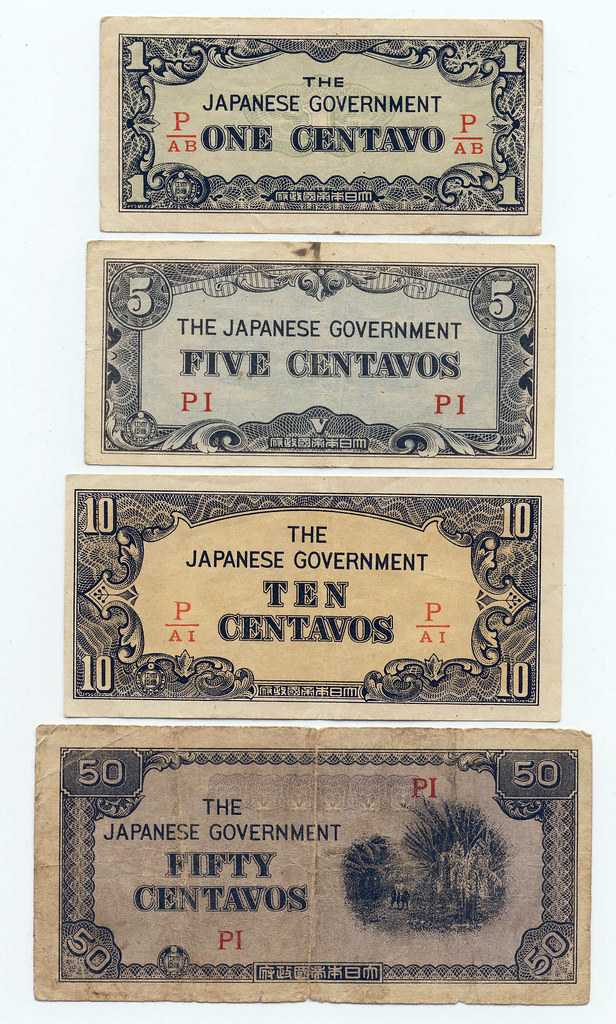 1 1
THE
JAPANESE GOVERNMENT
P/AB ONE CENTAVO P/AB
1 大日本帝國政府 1
5 5
THE JAPANESE GOVERNMENT
FIVE CENTAVOS
PI PI
V
大日本帝國政府
10 10
THE
JAPANESE GOVERNMENT
TEN
P/AI CENTAVOS P/AI
10 大日本帝國政府 10
50 PI 50
THE
JAPANESE GOVERNMENT
FIFTY
CENTAVOS
PI
50 大日本帝國政府 50